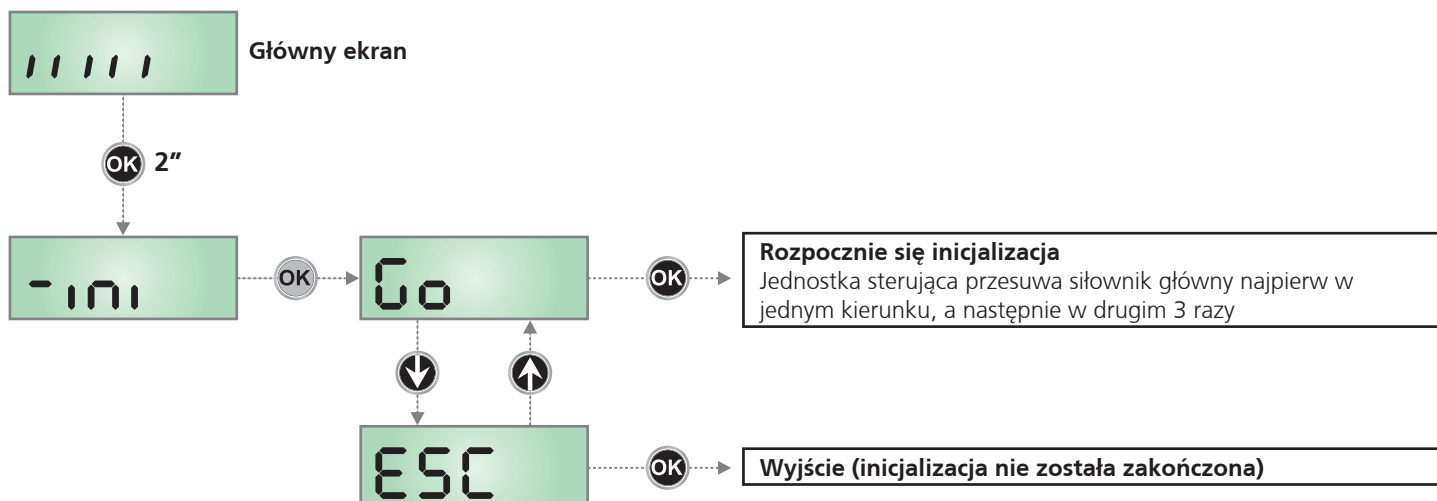 Główny ekran
OK 2"
-ini
OK
Go
OK
Rozpocznie się inicjalizacja
Jednostka sterująca przesuwa siłownik główny najpierw w
jednym kierunku, a następnie w drugim 3 razy
ESC
OK
Wyjście (inicjalizacja nie została zakończona)